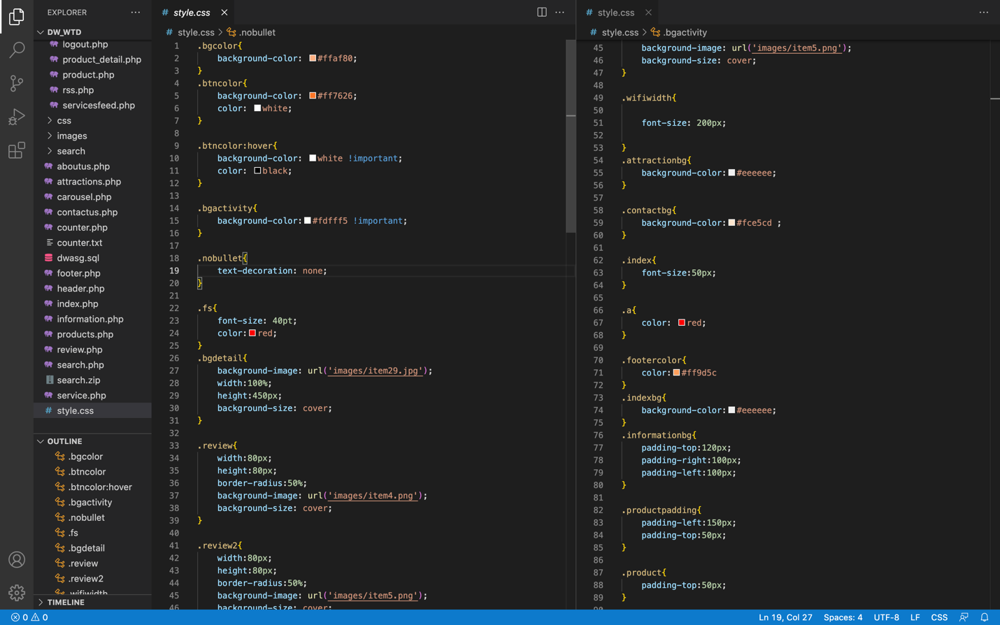 EXPLORER
DW_WTD
logout.php
product_detail.php
product.php
rss.php
servicesfeed.php
css
images
search
aboutus.php
attractions.php
carousel.php
contactus.php
counter.php
counter.txt
dwasg.sql
footer.php
header.php
index.php
information.php
products.php
review.php
search.php
search.zip
service.php
# style.css
OUTLINE
.bgcolor
.btncolor
.btncolor:hover
.bgactivity
.nobullet
.fs
.bgdetail
.review
.review2
.wifiwidth
TIMELINE
# style.css
# style.css > .nobullet
1 .bgcolor{
2 background-color: #ffaf80;
3 }
4 .btncolor{
5 background-color: #ff7626;
6 color: white;
7 }
8
9 .btncolor:hover{
10 background-color: white !important;
11 color: black;
12 }
13
14 .bgactivity{
15 background-color: #fdfff5 !important;
16 }
17
18 .nobullet{
19 text-decoration: none;
20 }
21
22 .fs{
23 font-size: 40pt;
24 color: red;
25 }
26 .bgdetail{
27 background-image: url('images/item29.jpg');
28 width:100%;
29 height:450px;
30 background-size: cover;
31 }
32
33 .review{
34 width:80px;
35 height:80px;
36 border-radius:50%;
37 background-image: url('images/item4.png');
38 background-size: cover;
39 }
40
41 .review2{
42 width:80px;
43 height:80px;
44 border-radius:50%;
45 background-image: url('images/item5.png');
46 background-size: cover;
# style.css
# style.css > .bgactivity
45 background-image: url('images/item5.png');
46 background-size: cover;
47 }
48
49 .wifiwidth{
50
51 font-size: 200px;
52
53 }
54 .attractionbg{
55 background-color: #eeeeee;
56 }
57
58 .contactbg{
59 background-color: #fce5cd ;
60 }
61
62 .index{
63 font-size:50px;
64 }
65
66 .a{
67 color: red;
68 }
69
70 .footercolor{
71 color: #ff9d5c
72 }
73 .indexbg{
74 background-color: #eeeeee;
75 }
76 .informationbg{
77 padding-top:120px;
78 padding-right:100px;
79 padding-left:100px;
80 }
81
82 .productpadding{
83 padding-left:150px;
84 padding-top:50px;
85 }
86
87 .product{
88 padding-top:50px;
89 }
90
0 0
Ln 19, Col 27 Spaces: 4 UTF-8 LF CSS